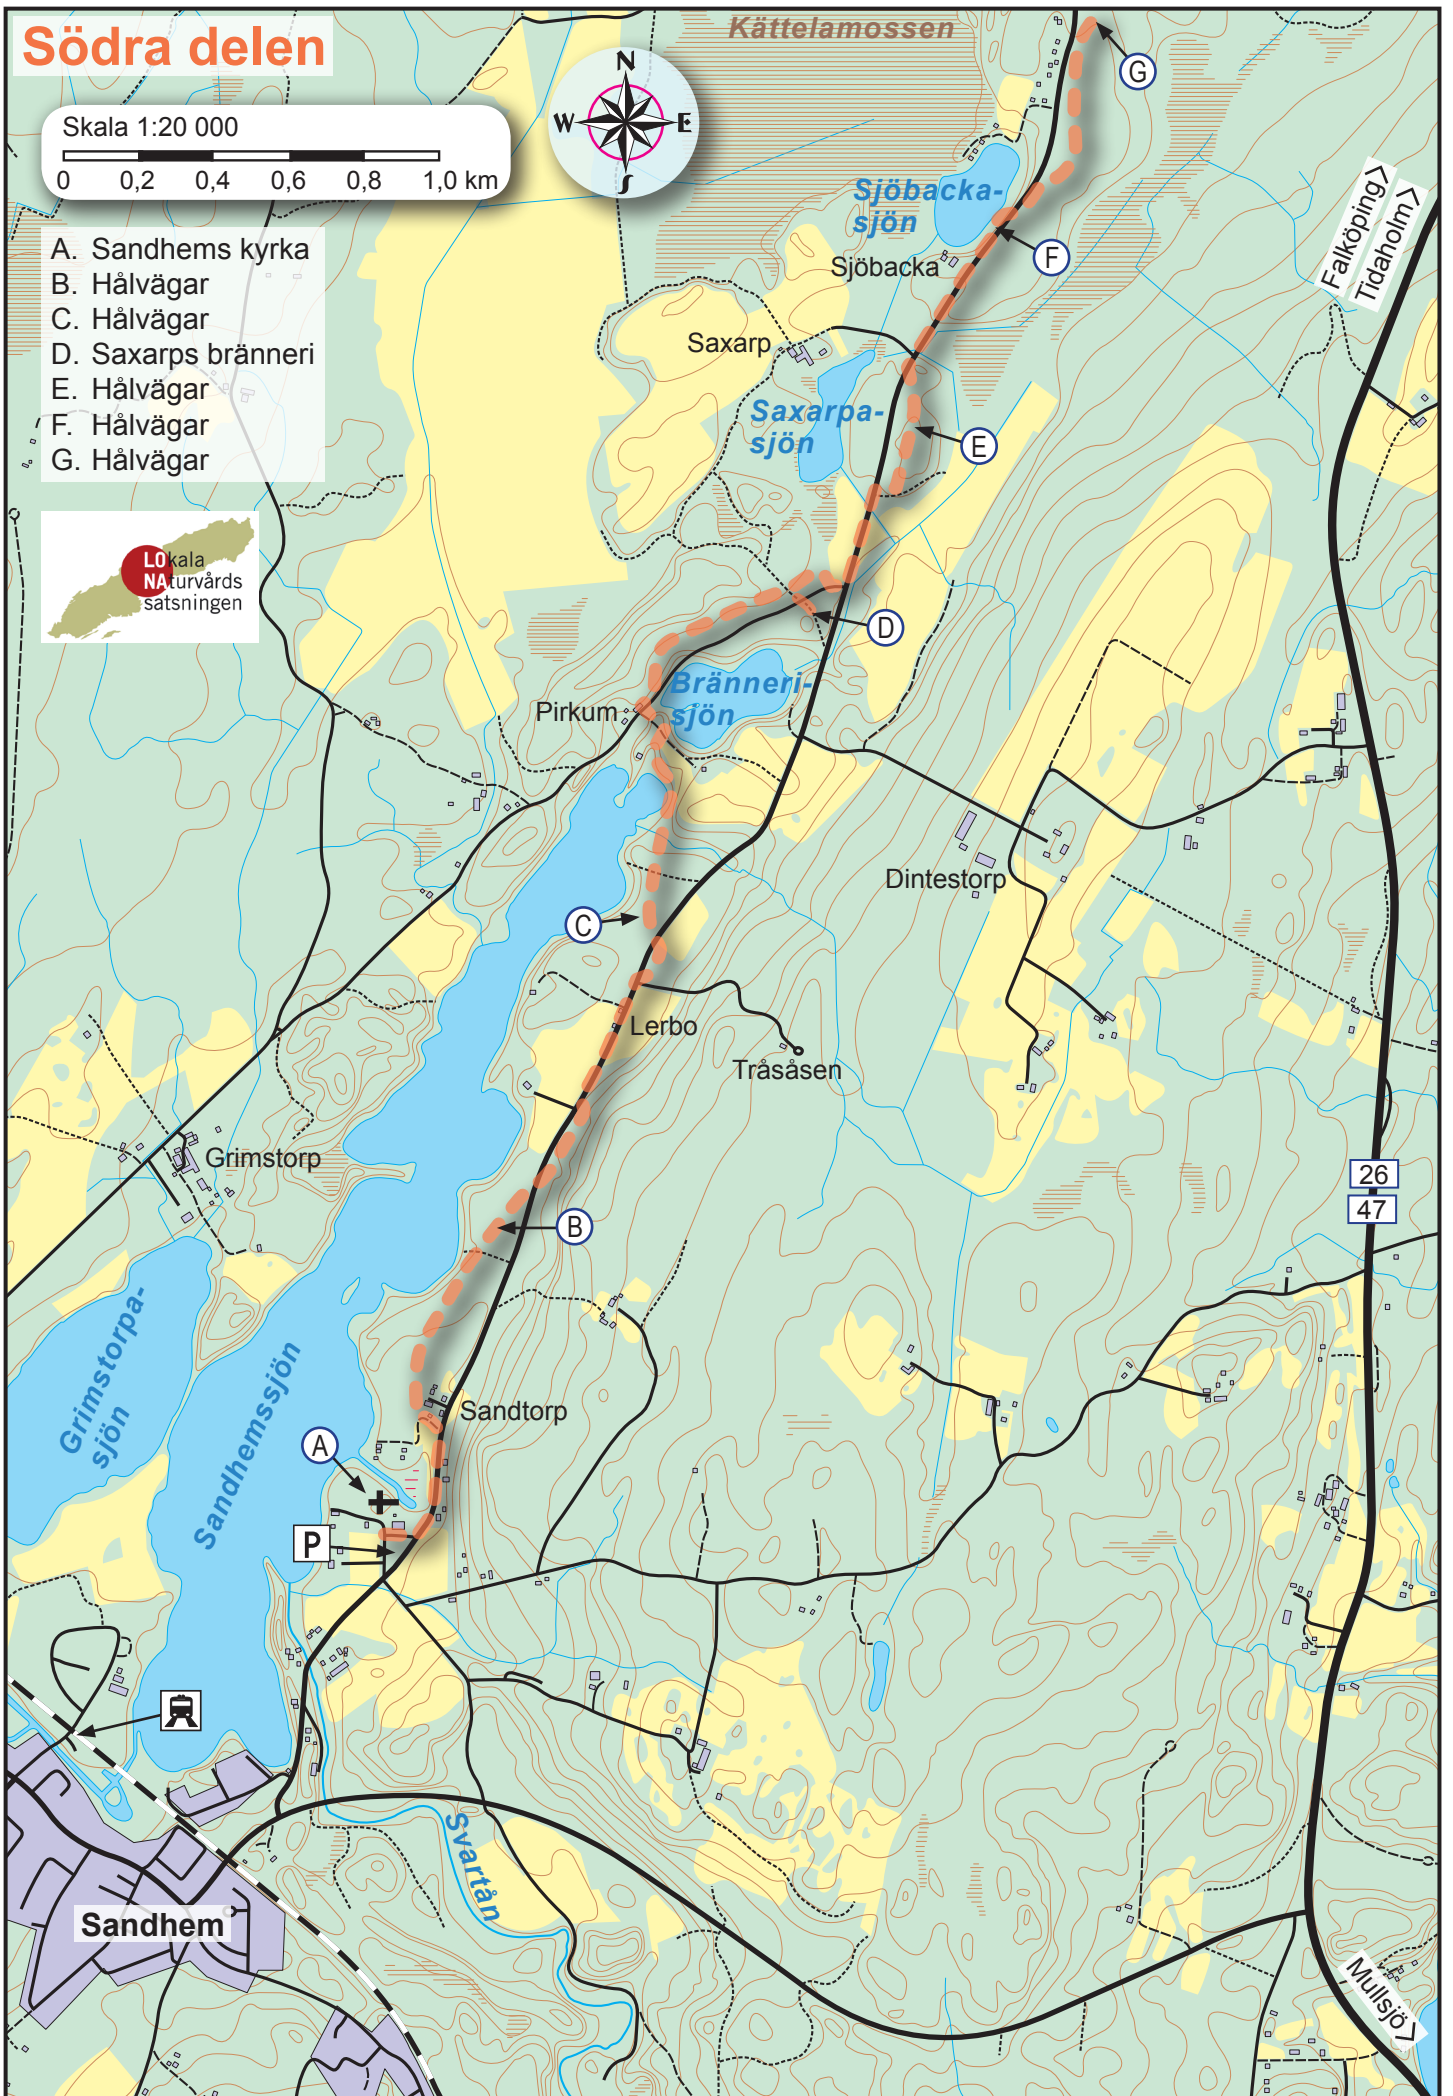 Södra delen
Kättelamossen
N
W E
S
Skala 1:20 000
0 0,2 0,4 0,6 0,8 1,0 km
A. Sandhems kyrka
B. Hålvägar
C. Hålvägar
D. Saxarps bränneri
E. Hålvägar
F. Hålvägar
G. Hålvägar
LOkala
NAturvårds
satsningen
G
Sjöbacka-
sjön
F
Sjöbacka
Falköping>
Tidaholm>
Saxarp
Saxarpa-
sjön
E
D
Bränneri-
sjön
Pirkum
Dintestorp
C
Lerbo
Tråsåsen
Grimstorp
26
47
B
Grimstorpa-
sjön
Sandhemssjön
Sandtorp
A
P
Svartån
Sandhem
Mullsjö>